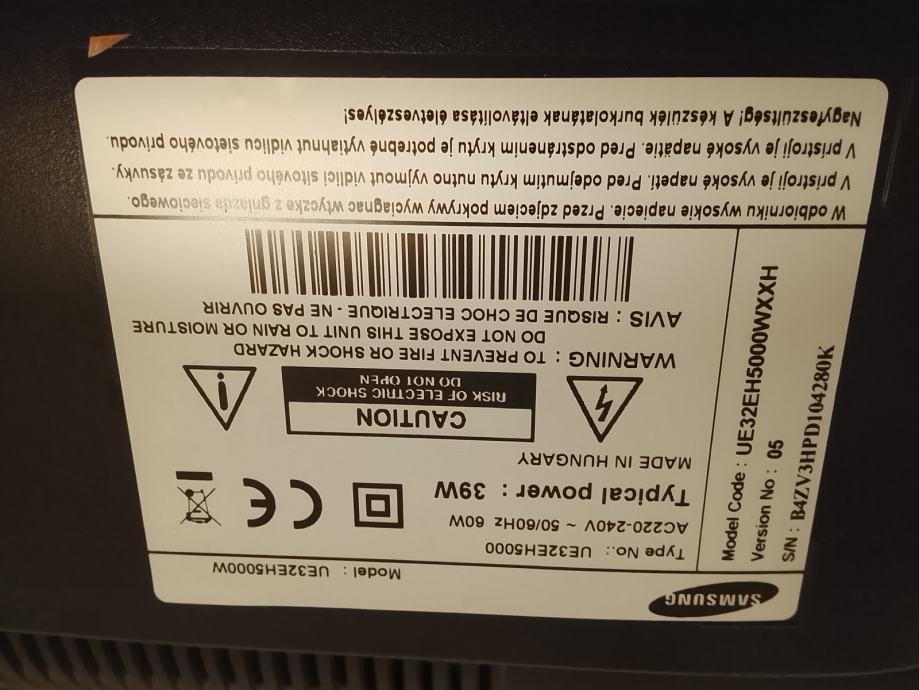 SAMSUNG
Model : UE32EH5000W
Type No.: UE32EH5000
AC220-240V ~ 50/60Hz 60W
Typical power : 39W
MADE IN HUNGARY
CAUTION
RISK OF ELECTRIC SHOCK
DO NOT OPEN
WARNING : TO PREVENT FIRE OR SHOCK HAZARD
DO NOT EXPOSE THIS UNIT TO RAIN OR MOISTURE
AVIS : RISQUE DE CHOC ELECTRIQUE - NE PAS OUVRIR
Model Code : UE32EH5000WXXH
Version No : 05
S/N : B4ZV3HPD104280K
W odbiorniku wysokie napiecie. Przed zdjeciem pokrywy wyciagnac wtyczke z gniazda sieciowego.
V pristroji je vysoké napeti. Pred odejmutim krytu nutno vyjmout vidlici sitového privodu ze zásuvky.
V pristroji je vysoké napätie. Pred odstránením krytu je potrebné vytiahnut vidlicu sietového prívodu.
Nagyfeszültség! A készülék burkolatának eltávolítása életveszélyes!